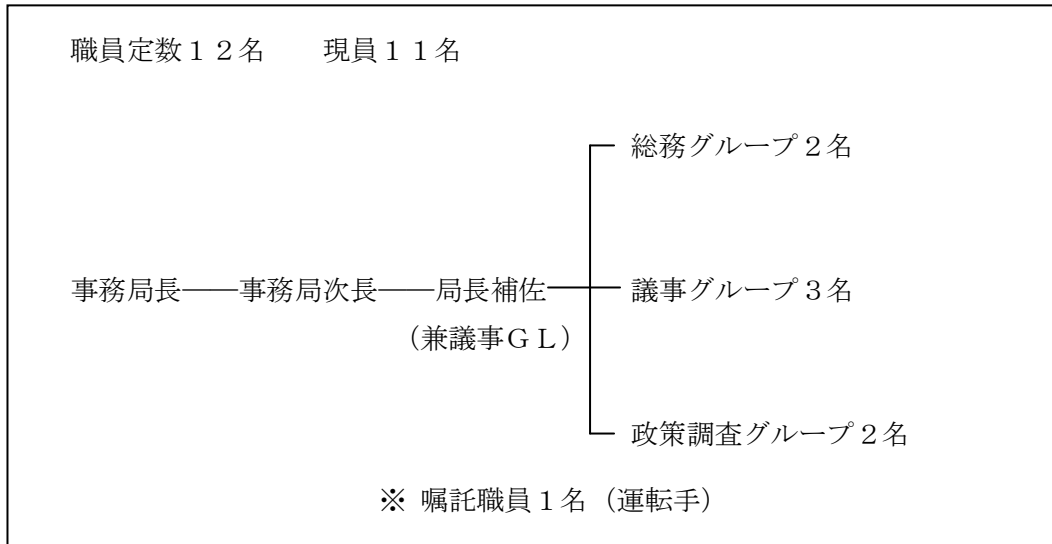 職員定数１２名　　現員１１名
総務グループ２名
事務局長――事務局次長――局長補佐　議事グループ３名
（兼議事ＧＬ）
政策調査グループ２名
※ 嘱託職員１名（運転手）